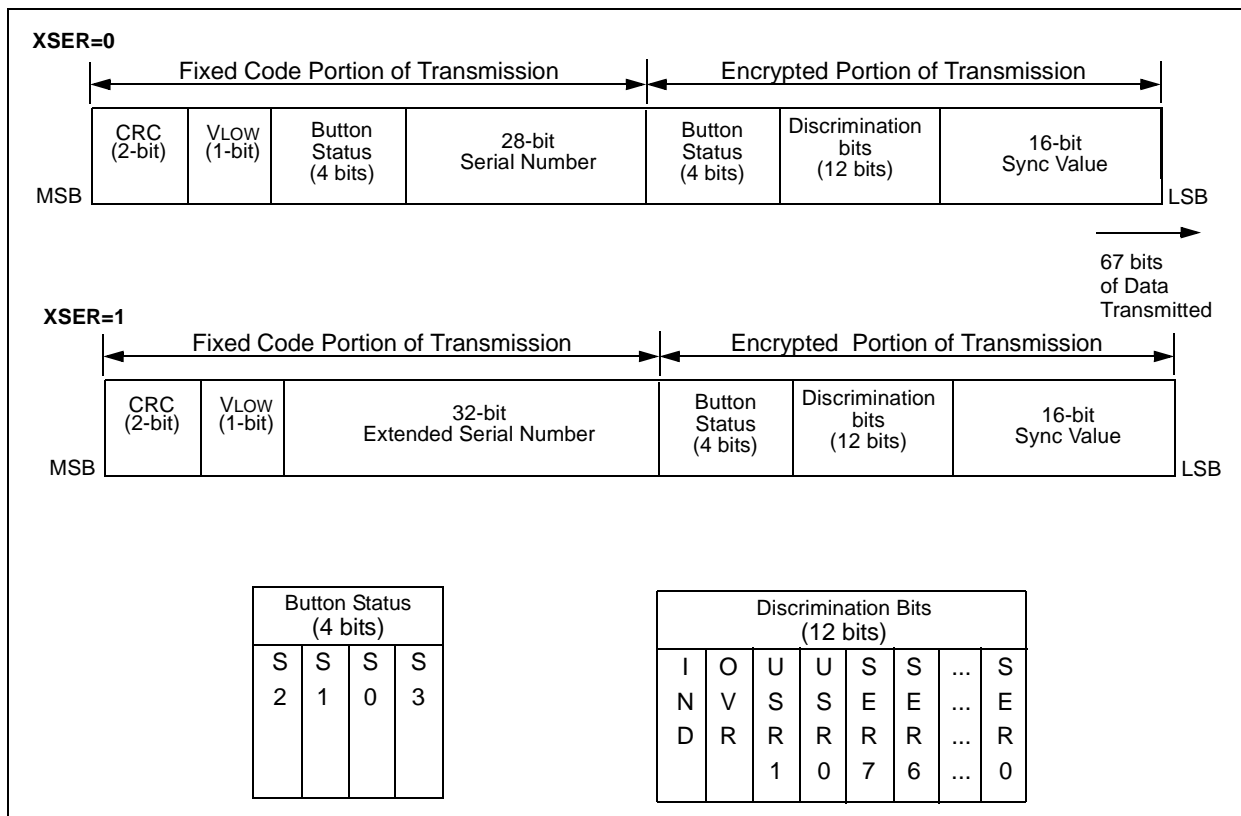 XSER=0
Fixed Code Portion of Transmission
Encrypted Portion of Transmission
CRC
(2-bit)
VLOW
(1-bit)
Button
Status
(4 bits)
28-bit
Serial Number
Button
Status
(4 bits)
Discrimination
bits
(12 bits)
16-bit
Sync Value
MSB
LSB
67 bits
of Data
Transmitted
XSER=1
Fixed Code Portion of Transmission
Encrypted Portion of Transmission
CRC
(2-bit)
VLOW
(1-bit)
32-bit
Extended Serial Number
Button
Status
(4 bits)
Discrimination
bits
(12 bits)
16-bit
Sync Value
MSB
LSB
Button Status
(4 bits)
S S S S
2 1 0 3
Discrimination Bits
(12 bits)
I O U U S S ... S
N V S S E E ... E
D R R R R R ... R
1 0 7 6 ... 0